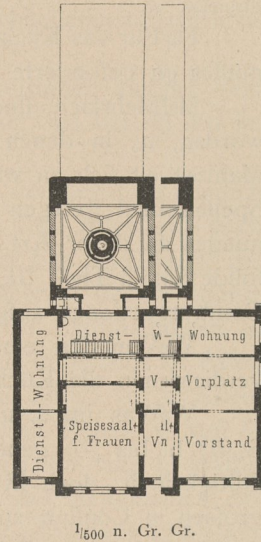 Dienst-
W-
Wohnung
Dienst-Wohnung
V
Vorplatz
Speisesaal
f. Frauen
Vn
Vorstand
1/500 n. Gr. Gr.